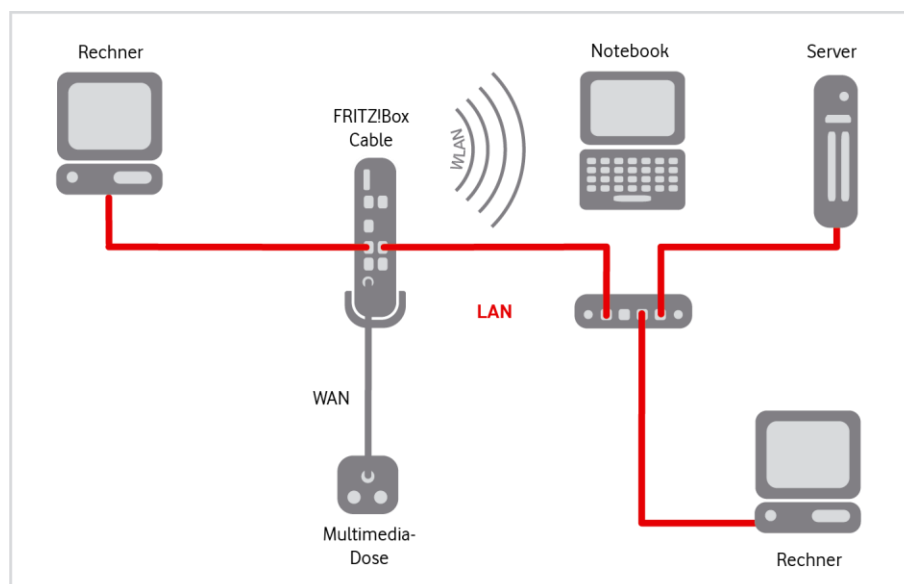 Rechner
FRITZ!Box
Cable
WLAN
Notebook
Server
LAN
WAN
Multimedia-
Dose
Rechner